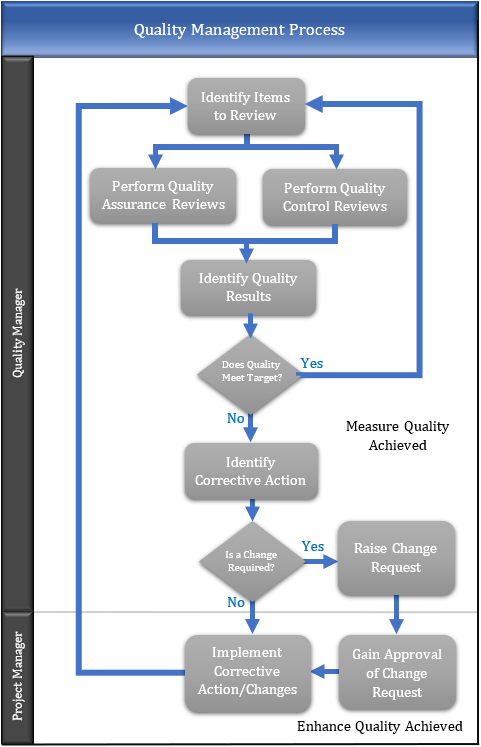 Quality Management Process
Quality Manager
Identify Items
to Review
Perform Quality
Assurance Reviews
Perform Quality
Control Reviews
Identify Quality
Results
Does Quality
Meet Target?
Yes
No
Measure Quality
Achieved
Identify
Corrective Action
Is a Change
Required?
Yes
Raise Change
Request
No
Project Manager
Implement
Corrective
Action/Changes
Gain Approval
of Change
Request
Enhance Quality Achieved